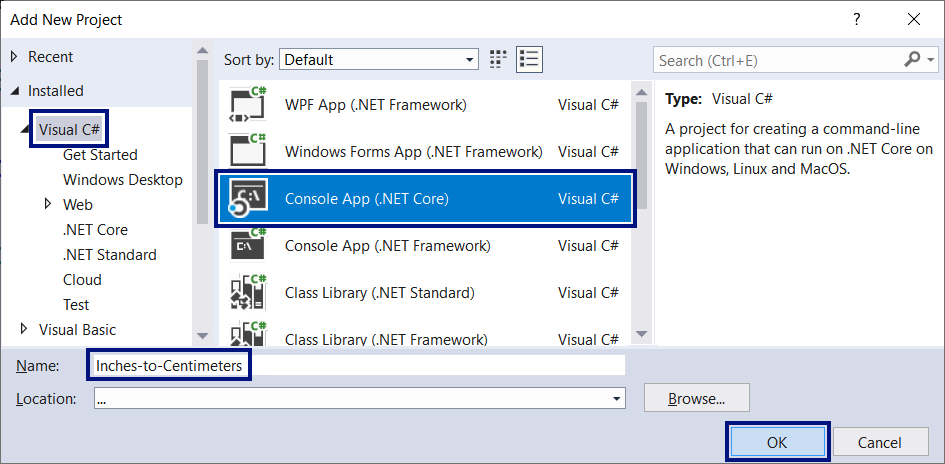 Add New Project
?
Recent
Installed
Visual C#
Get Started
Windows Desktop
Web
.NET Core
.NET Standard
Cloud
Test
Visual Basic
Sort by: Default
C# WPF App (.NET Framework) Visual C#
C# Windows Forms App (.NET Framework) Visual C#
C:\ Console App (.NET Core) Visual C#
C# C:\ Console App (.NET Framework) Visual C#
C# Class Library (.NET Standard) Visual C#
C# Class Library (.NET Framework) Visual C#
Search (Ctrl+E)
Type: Visual C#
A project for creating a command-line
application that can run on .NET Core on
Windows, Linux and MacOS.
Name: Inches-to-Centimeters
Location: ...
Browse...
OK
Cancel